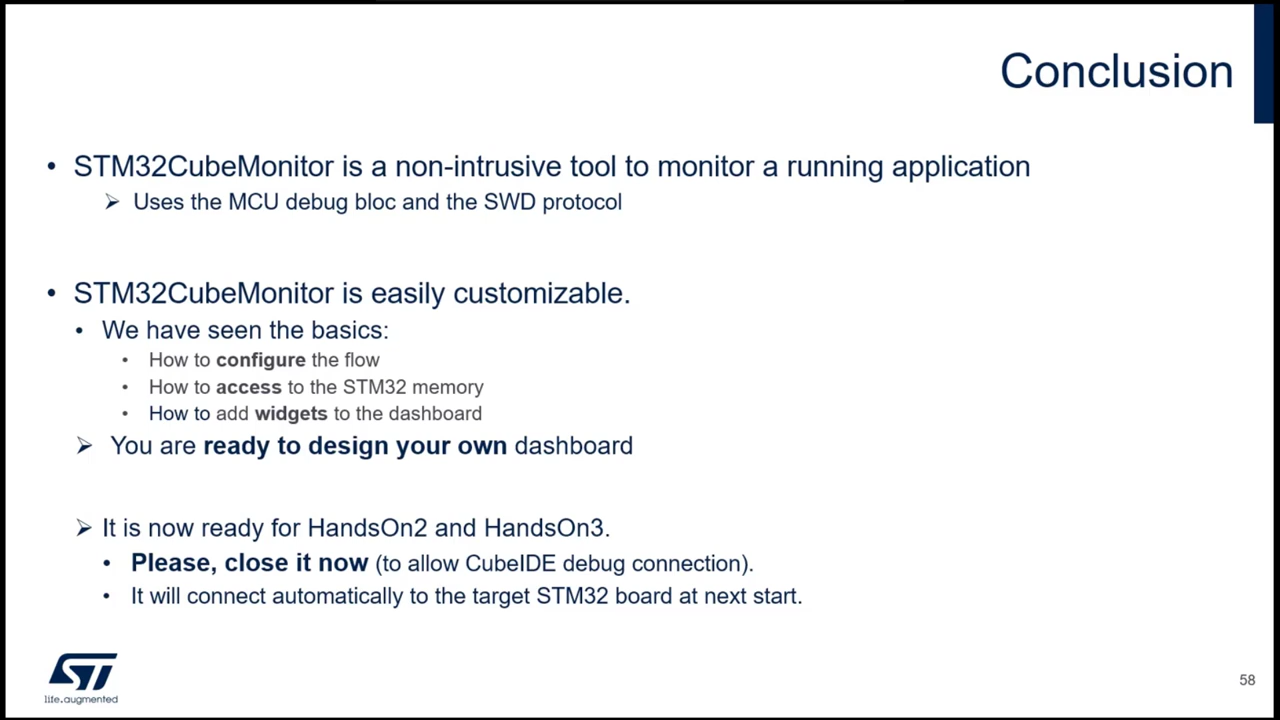 Conclusion
• STM32CubeMonitor is a non-intrusive tool to monitor a running application
➢ Uses the MCU debug bloc and the SWD protocol
• STM32CubeMonitor is easily customizable.
• We have seen the basics:
• How to configure the flow
• How to access to the STM32 memory
• How to add widgets to the dashboard
➢ You are ready to design your own dashboard
➢ It is now ready for HandsOn2 and HandsOn3.
• Please, close it now (to allow CubeIDE debug connection).
• It will connect automatically to the target STM32 board at next start.
ST
life.augmented
58